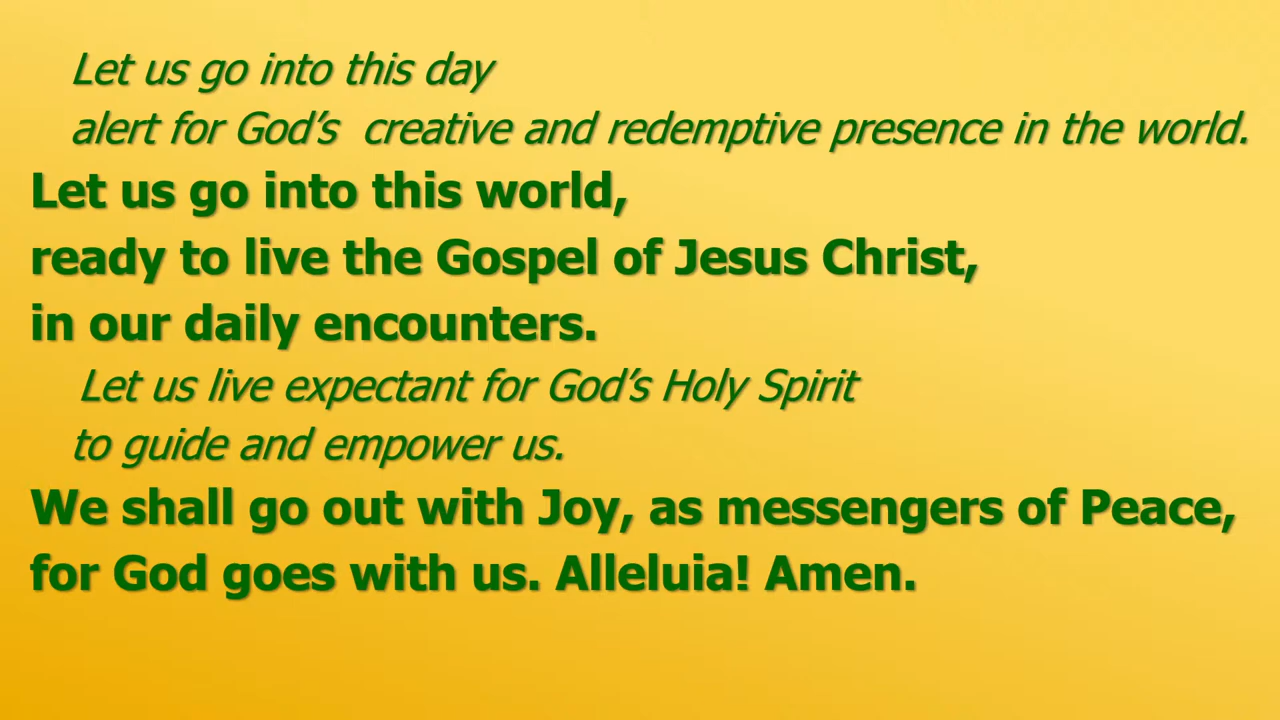 Let us go into this day
alert for God’s  creative and redemptive presence in the world.
Let us go into this world,
ready to live the Gospel of Jesus Christ,
in our daily encounters.
Let us live expectant for God’s Holy Spirit
to guide and empower us.
We shall go out with Joy, as messengers of Peace,
for God goes with us. Alleluia! Amen.